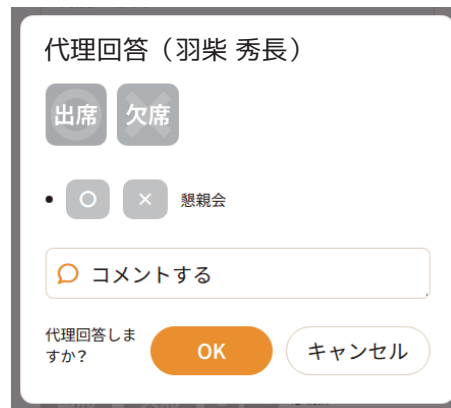 代理回答（羽柴 秀長）
出席 欠席
• ○ × 懇親会
コメントする
代理回答しま
すか？
OK キャンセル